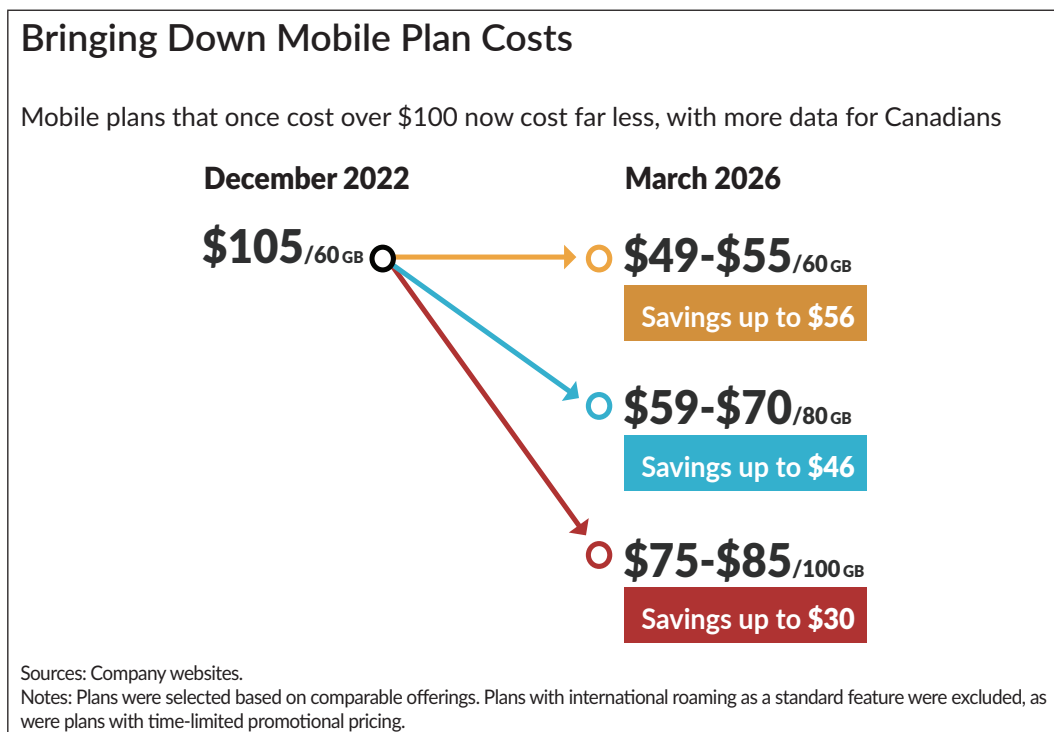 Bringing Down Mobile Plan Costs
Mobile plans that once cost over $100 now cost far less, with more data for Canadians
December 2022
$105/60 GB
March 2026
$49-$55/60 GB
Savings up to $56
$59-$70/80 GB
Savings up to $46
$75-$85/100 GB
Savings up to $30
Sources: Company websites.
Notes: Plans were selected based on comparable offerings. Plans with international roaming as a standard feature were excluded, as
were plans with time-limited promotional pricing.